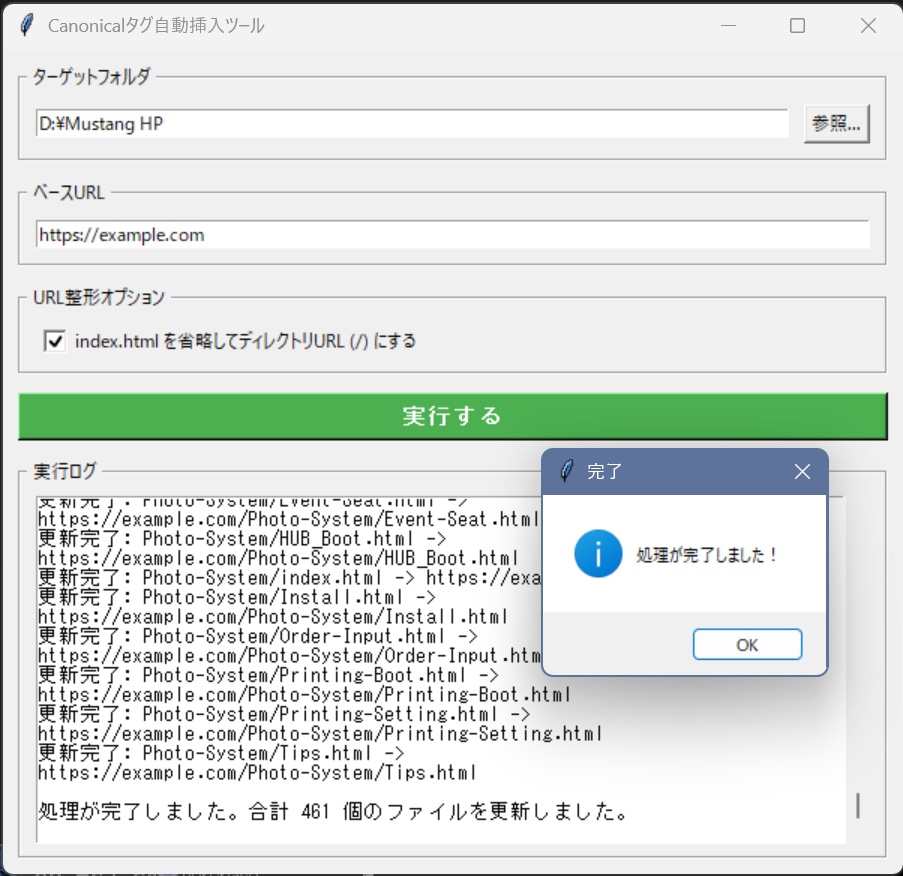 Canonicalタグ自動挿入ツール
ターゲットフォルダ
D:¥Mustang HP
参照...
ベースURL
https://example.com
URL整形オプション
index.html を省略してディレクトリURL (/) にする
実行する
実行ログ
更新完了: Photo-System/Event-Seat.html ->
https://example.com/Photo-System/Event-Seat.html
更新完了: Photo-System/HUB_Boot.html ->
https://example.com/Photo-System/HUB_Boot.html
更新完了: Photo-System/index.html -> https://exa
更新完了: Photo-System/Install.html ->
https://example.com/Photo-System/Install.html
更新完了: Photo-System/Order-Input.html ->
https://example.com/Photo-System/Order-Input.htm
更新完了: Photo-System/Printing-Boot.html ->
https://example.com/Photo-System/Printing-Boot.html
更新完了: Photo-System/Printing-Setting.html ->
https://example.com/Photo-System/Printing-Setting.html
更新完了: Photo-System/Tips.html ->
https://example.com/Photo-System/Tips.html
処理が完了しました。合計 461 個のファイルを更新しました。
完了
処理が完了しました！
OK